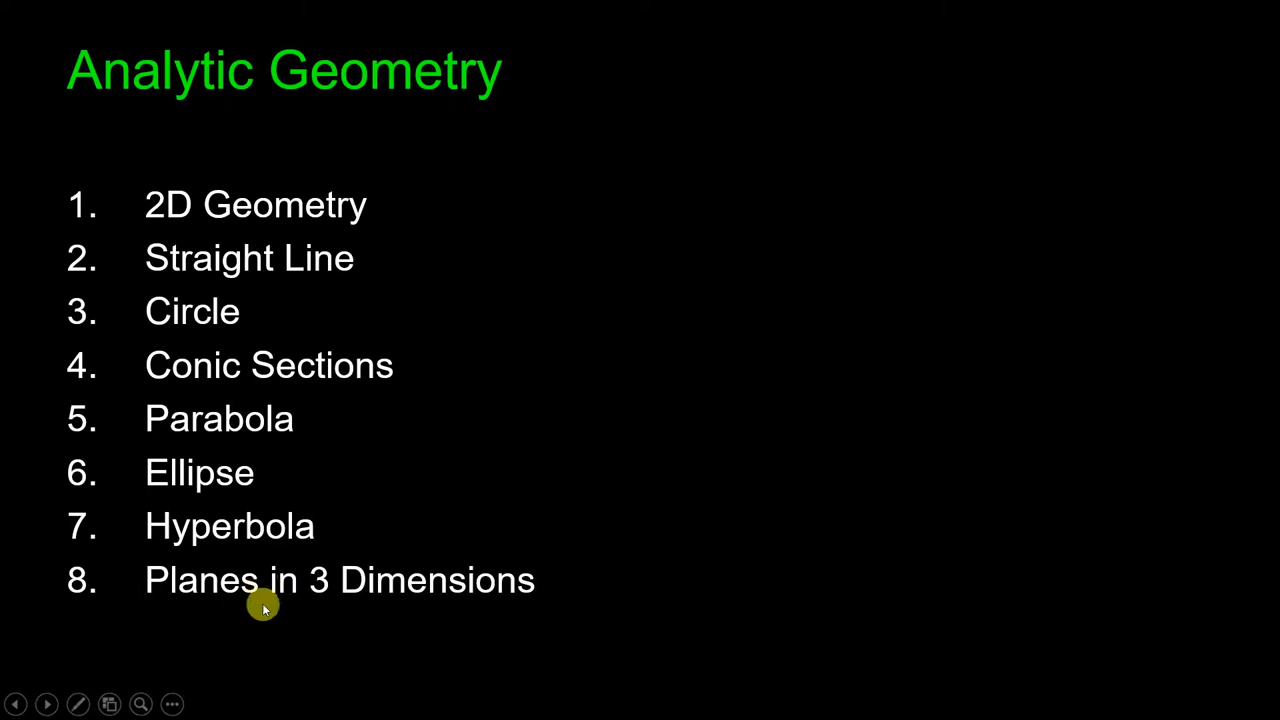 Analytic Geometry
1. 2D Geometry
2. Straight Line
3. Circle
4. Conic Sections
5. Parabola
6. Ellipse
7. Hyperbola
8. Planes in 3 Dimensions